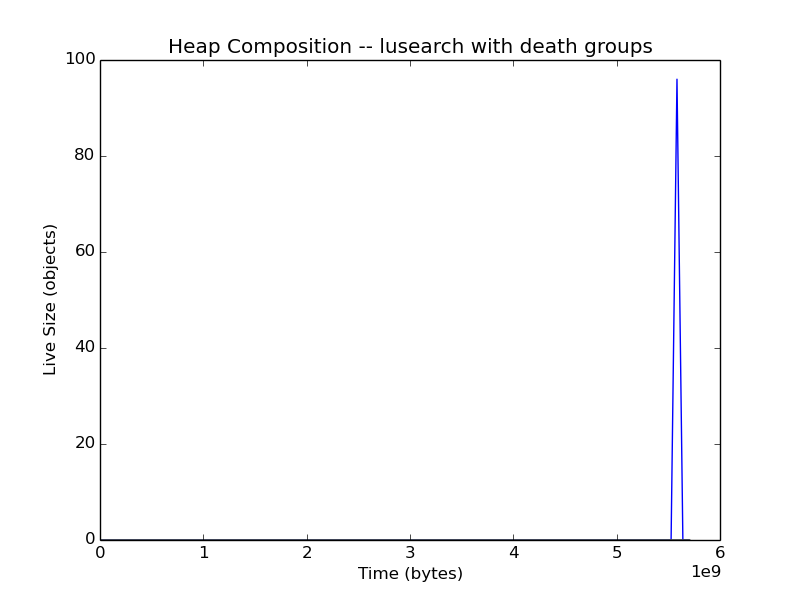 Heap Composition -- lusearch with death groups
100
80
60
40
20
0
Live Size (objects)
0 1 2 3 4 5 6
1e9
Time (bytes)